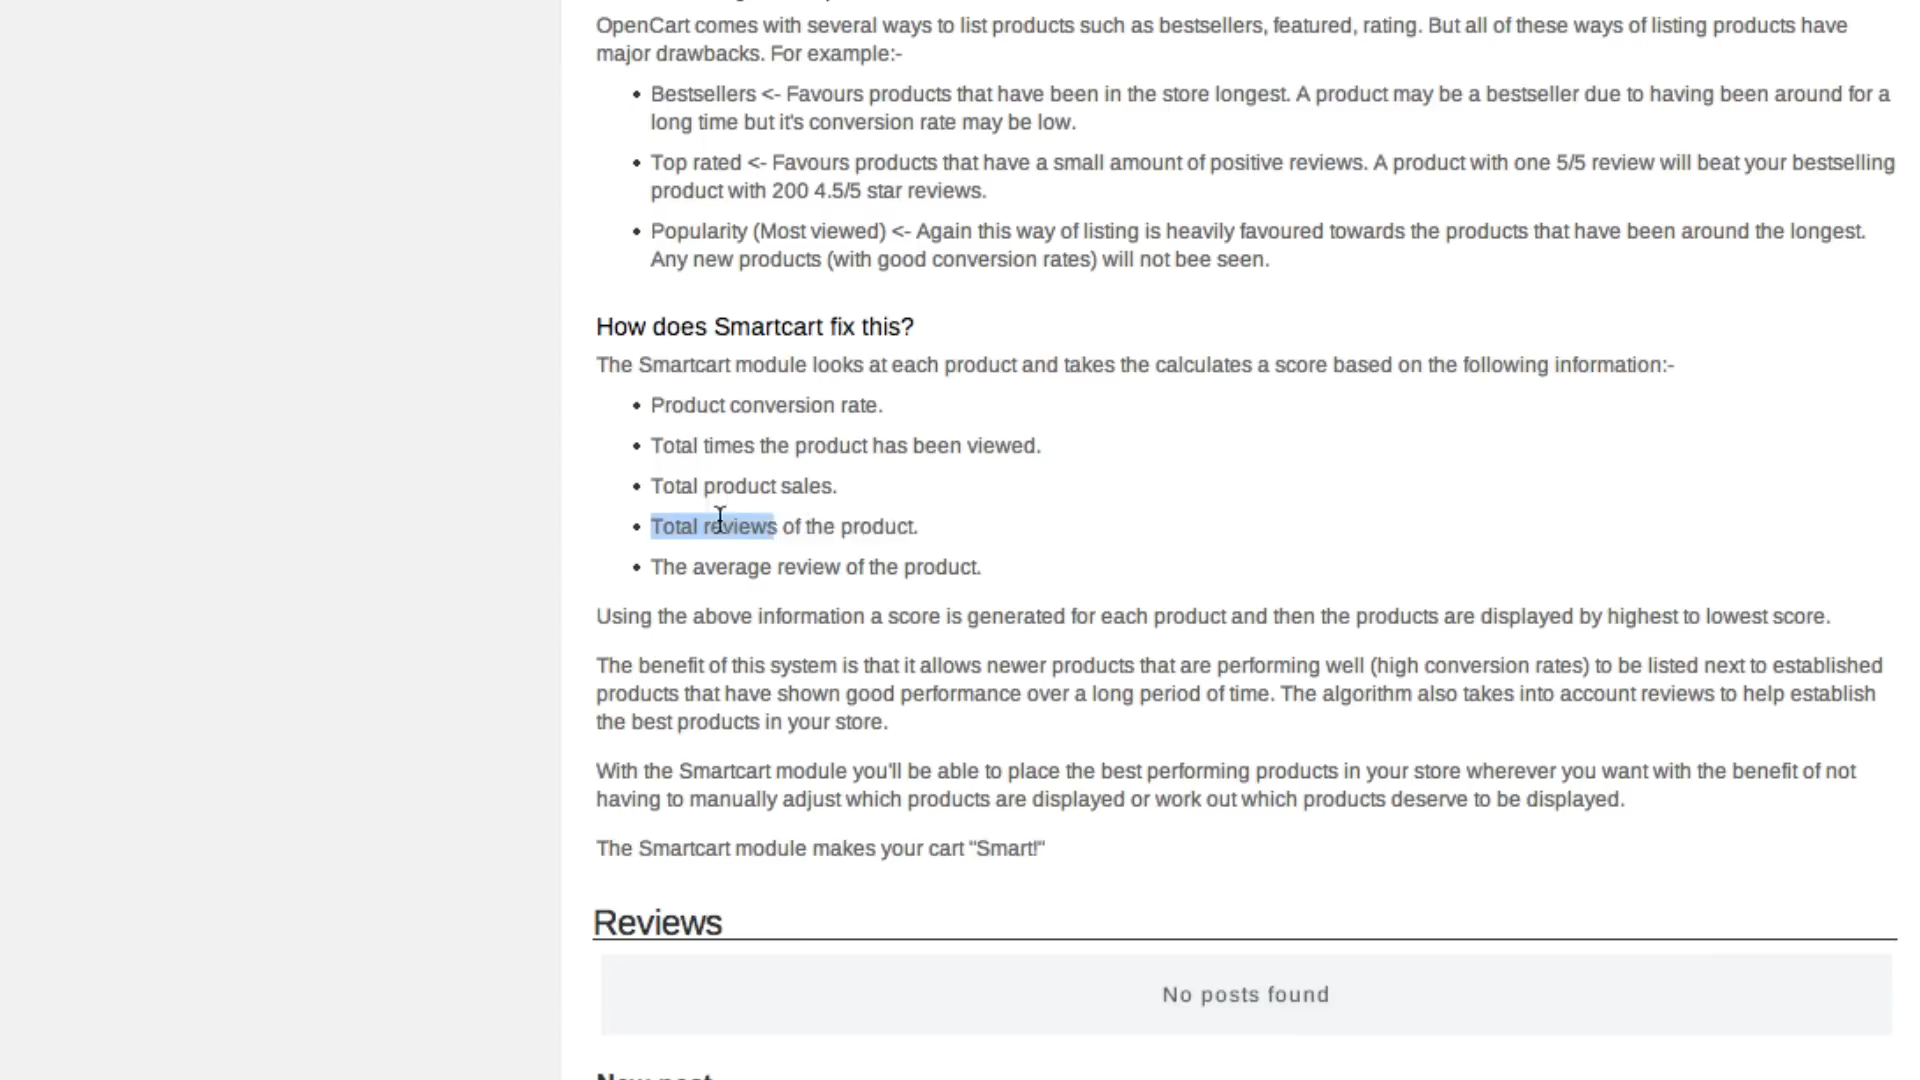 OpenCart comes with several ways to list products such as bestsellers, featured, rating. But all of these ways of listing products have
major drawbacks. For example:-
• Bestsellers <- Favours products that have been in the store longest. A product may be a bestseller due to having been around for a
long time but it's conversion rate may be low.
• Top rated <- Favours products that have a small amount of positive reviews. A product with one 5/5 review will beat your bestselling
product with 200 4.5/5 star reviews.
• Popularity (Most viewed) <- Again this way of listing is heavily favoured towards the products that have been around the longest.
Any new products (with good conversion rates) will not bee seen.
How does Smartcart fix this?
The Smartcart module looks at each product and takes the calculates a score based on the following information:-
• Product conversion rate.
• Total times the product has been viewed.
• Total product sales.
• Total reviews of the product.
• The average review of the product.
Using the above information a score is generated for each product and then the products are displayed by highest to lowest score.
The benefit of this system is that it allows newer products that are performing well (high conversion rates) to be listed next to established
products that have shown good performance over a long period of time. The algorithm also takes into account reviews to help establish
the best products in your store.
With the Smartcart module you'll be able to place the best performing products in your store wherever you want with the benefit of not
having to manually adjust which products are displayed or work out which products deserve to be displayed.
The Smartcart module makes your cart "Smart!"
Reviews
No posts found
New post